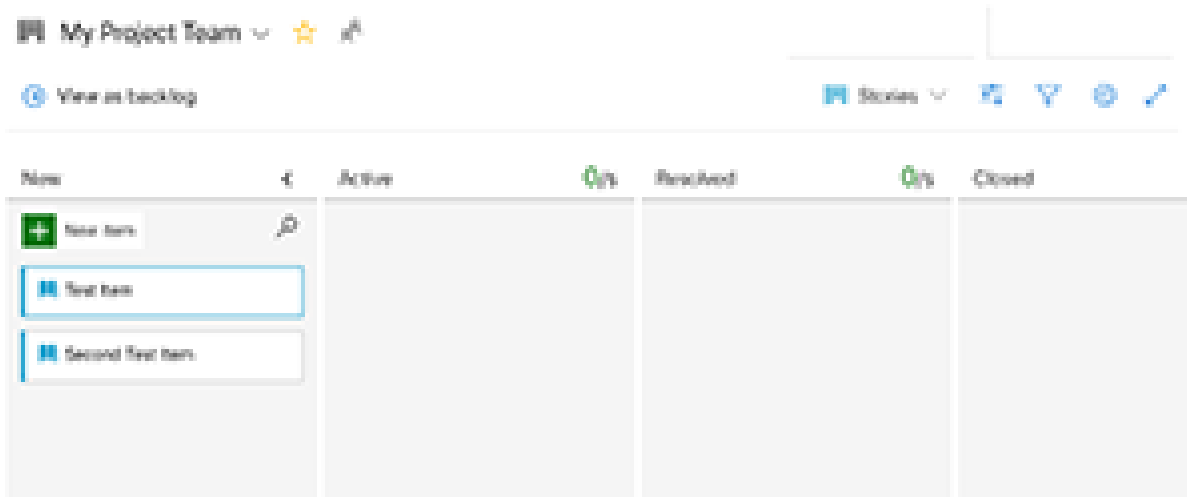 My Project Team
View as backlog
Stories
New
Active 0/5
Resolved 0/5
Closed
New item
Test Item
Second Test Item